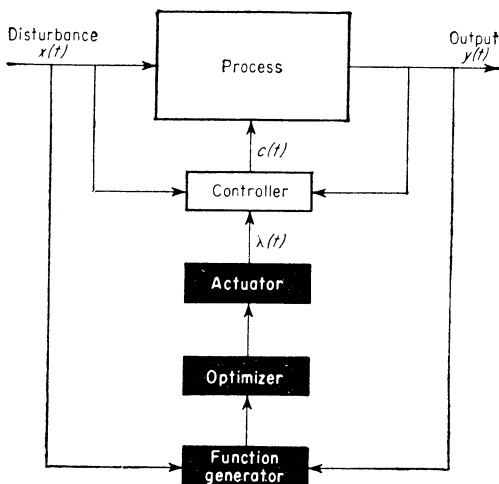 Disturbance
x(t)
Process
Output
y(t)
c(t)
Controller
λ(t)
Actuator
Optimizer
Function
generator